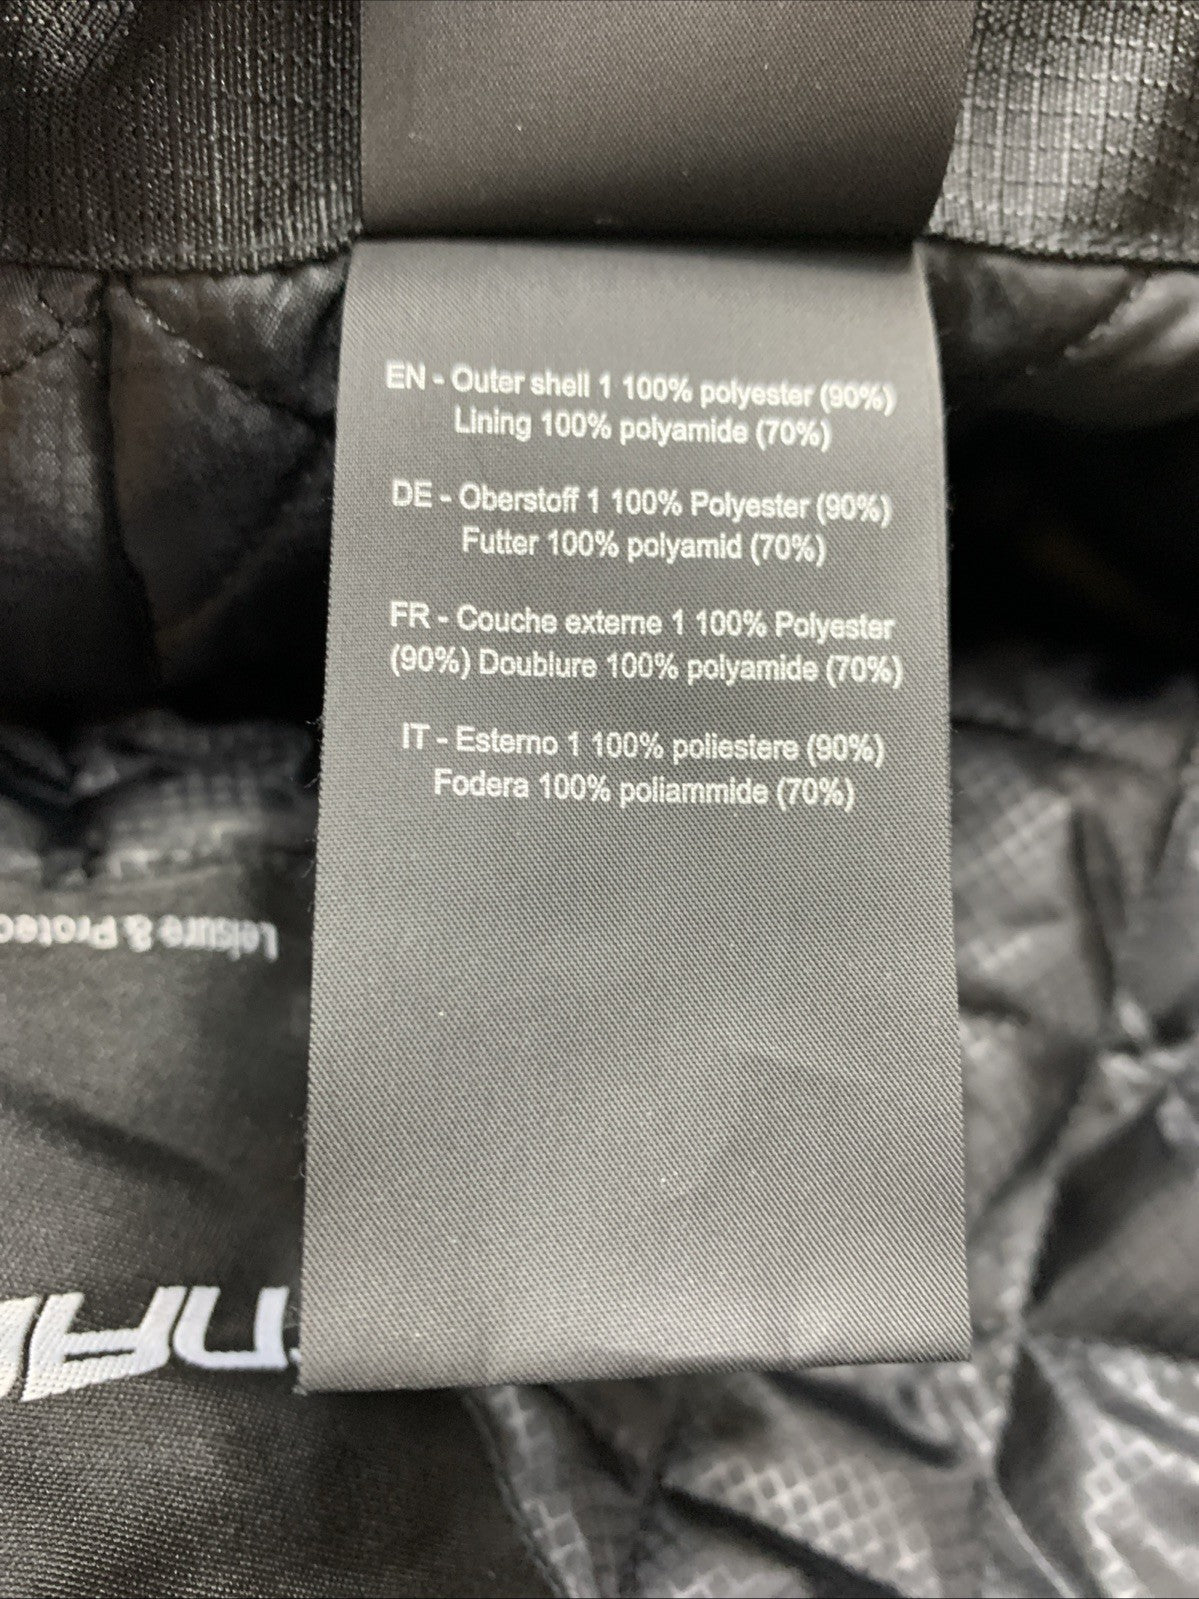 EN - Outer shell 1 100% polyester (90%)
Lining 100% polyamide (70%)
DE - Oberstoff 1 100% Polyester (90%)
Futter 100% polyamid (70%)
FR - Couche externe 1 100% Polyester
(90%) Doublure 100% polyamide (70%)
IT - Esterno 1 100% poliestere (90%)
Fodera 100% poliammide (70%)
Leisure &